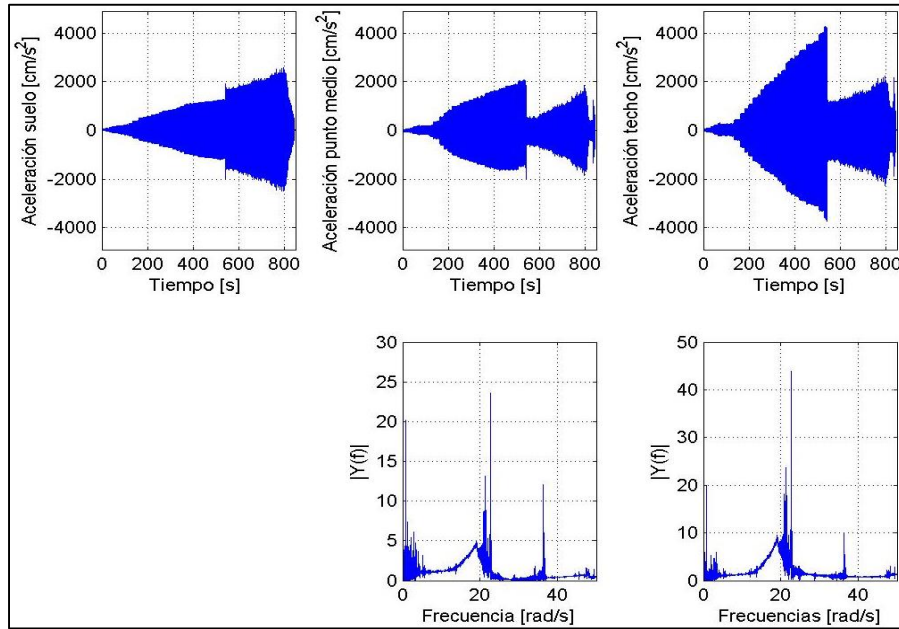 Aceleración suelo [cm/s²]
4000
2000
0
-2000
-4000
0 200 400 600 800
Tiempo [s]
Aceleración punto medio [cm/s²]
4000
2000
0
-2000
-4000
0 200 400 600 800
Tiempo [s]
Aceleración techo [cm/s²]
4000
2000
0
-2000
-4000
0 200 400 600 800
Tiempo [s]
|Y(f)|
30
25
20
15
10
5
0
0 20 40
Frecuencia [rad/s]
|Y(f)|
50
40
30
20
10
0
0 20 40
Frecuencias [rad/s]